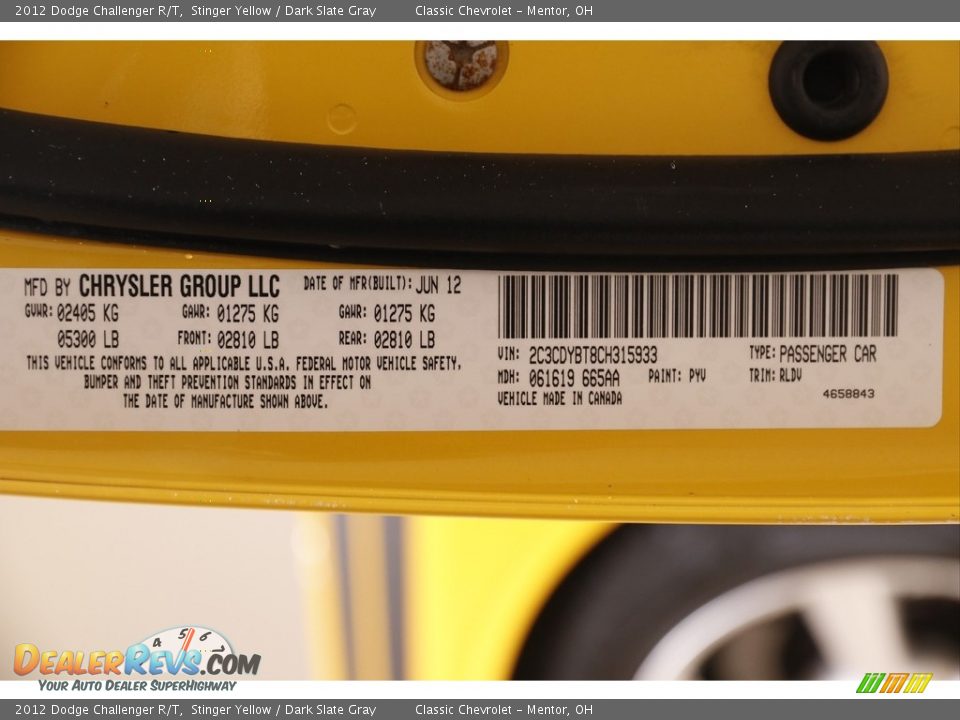 2012 Dodge Challenger R/T, Stinger Yellow / Dark Slate Gray Classic Chevrolet - Mentor, OH
MFD BY CHRYSLER GROUP LLC DATE OF MFR(BUILT): JUN 12
GVWR: 02405 KG GAWR: 01275 KG GAWR: 01275 KG
05300 LB FRONT: 02810 LB REAR: 02810 LB
THIS VEHICLE CONFORMS TO ALL APPLICABLE U.S.A. FEDERAL MOTOR VEHICLE SAFETY,
BUMPER AND THEFT PREVENTION STANDARDS IN EFFECT ON
THE DATE OF MANUFACTURE SHOWN ABOVE.
VIN: 2C3CDYBT8CH315933 TYPE: PASSENGER CAR
MDH: 061619 665AA PAINT: PYV TRIM: RLDV
VEHICLE MADE IN CANADA 4658843
4 5 6
DEALERREVS.COM
YOUR AUTO DEALER SUPERHIGHWAY
2012 Dodge Challenger R/T, Stinger Yellow / Dark Slate Gray Classic Chevrolet - Mentor, OH